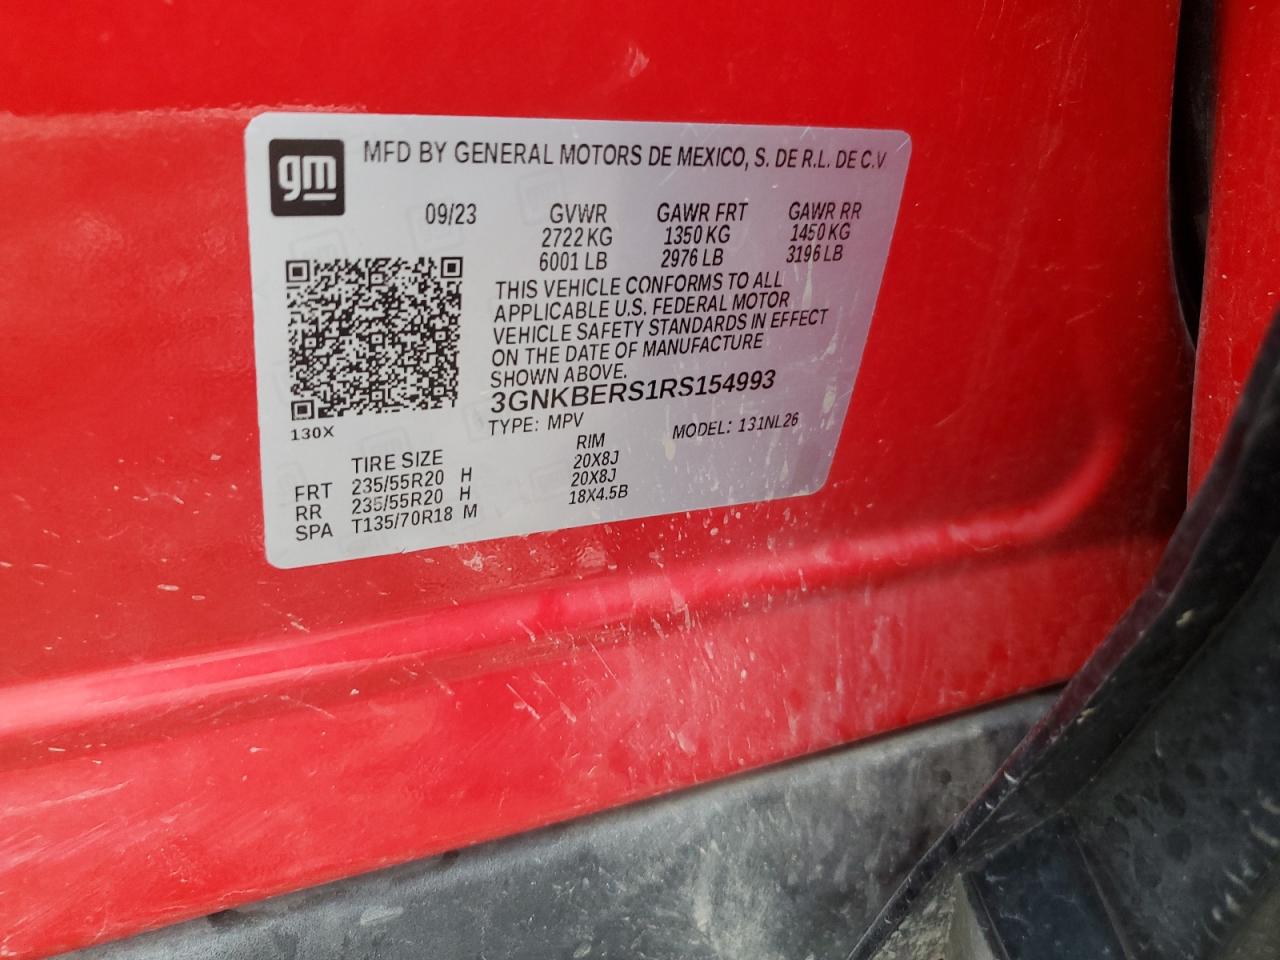 gm MFD BY GENERAL MOTORS DE MEXICO, S. DE R.L. DE C.V
09/23 GVWR GAWR FRT GAWR RR
2722 KG 1350 KG 1450 KG
6001 LB 2976 LB 3196 LB
THIS VEHICLE CONFORMS TO ALL
APPLICABLE U.S. FEDERAL MOTOR
VEHICLE SAFETY STANDARDS IN EFFECT
ON THE DATE OF MANUFACTURE
SHOWN ABOVE.
3GNKBERS1RS154993
130X
TYPE: MPV MODEL: 131NL26
TIRE SIZE RIM
FRT 235/55R20 H 20X8J
RR 235/55R20 H 20X8J
SPA T135/70R18 M 18X4.5B